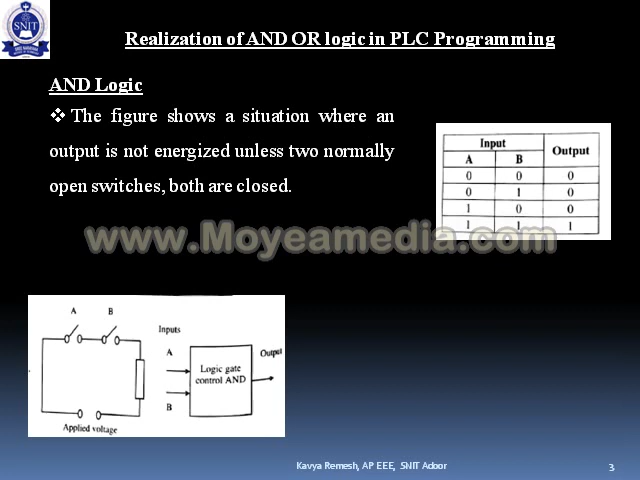 SNIT
Realization of AND OR logic in PLC Programming
AND Logic
❖ The figure shows a situation where an
output is not energized unless two normally
open switches, both are closed.
Input Output
A B
0 0 0
0 1 0
1 0 0
1 1 1
www.Moyeamedia.com
A B
Inputs
A
Output
Logic gate
control AND
B
Applied voltage
Kavya Remesh, AP EEE, SNIT Adoor
3